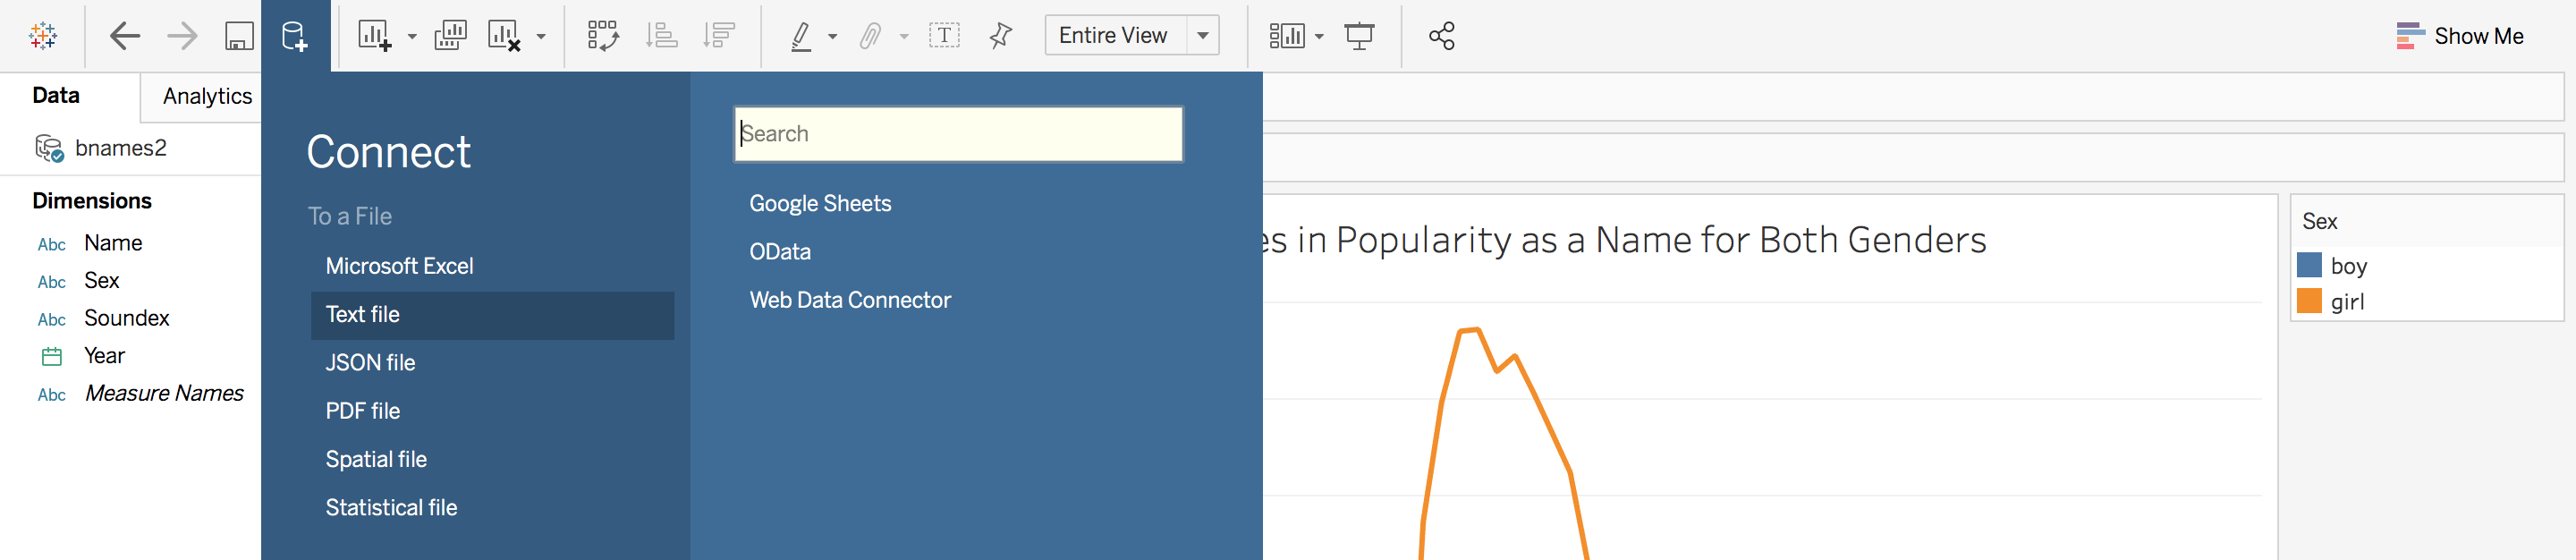 Entire View
Show Me
Data
Analytics
bnames2
Dimensions
Abc Name
Abc Sex
Abc Soundex
Year
Abc Measure Names
Connect
To a File
Microsoft Excel
Text file
JSON file
PDF file
Spatial file
Statistical file
Search
Google Sheets
OData
Web Data Connector
es in Popularity as a Name for Both Genders
Sex
boy
girl